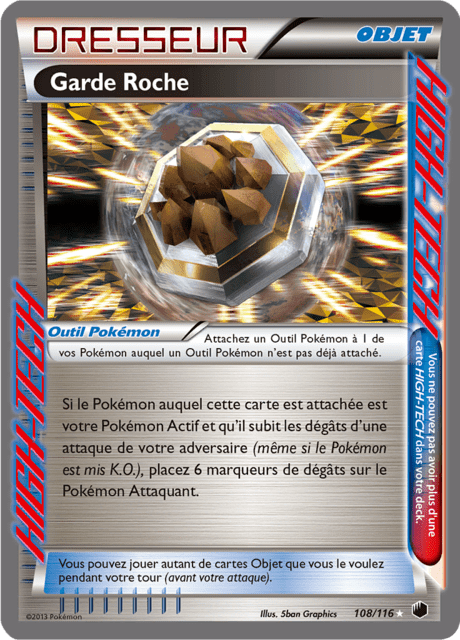 DRESSEUR
OBJET
Garde Roche
HIGH-TECH
Outil Pokémon
Attachez un Outil Pokémon à 1 de
vos Pokémon auquel un Outil Pokémon n'est pas déjà attaché.
HIGH-TECH
Vous ne pouvez pas avoir plus d'une
carte HIGH-TECH dans votre deck.
Si le Pokémon auquel cette carte est attachée est
votre Pokémon Actif et qu'il subit les dégâts d'une
attaque de votre adversaire (même si le Pokémon
est mis K.O.), placez 6 marqueurs de dégâts sur le
Pokémon Attaquant.
Vous pouvez jouer autant de cartes Objet que vous le voulez
pendant votre tour (avant votre attaque).
©2013 Pokémon
Illus. 5ban Graphics
108/116